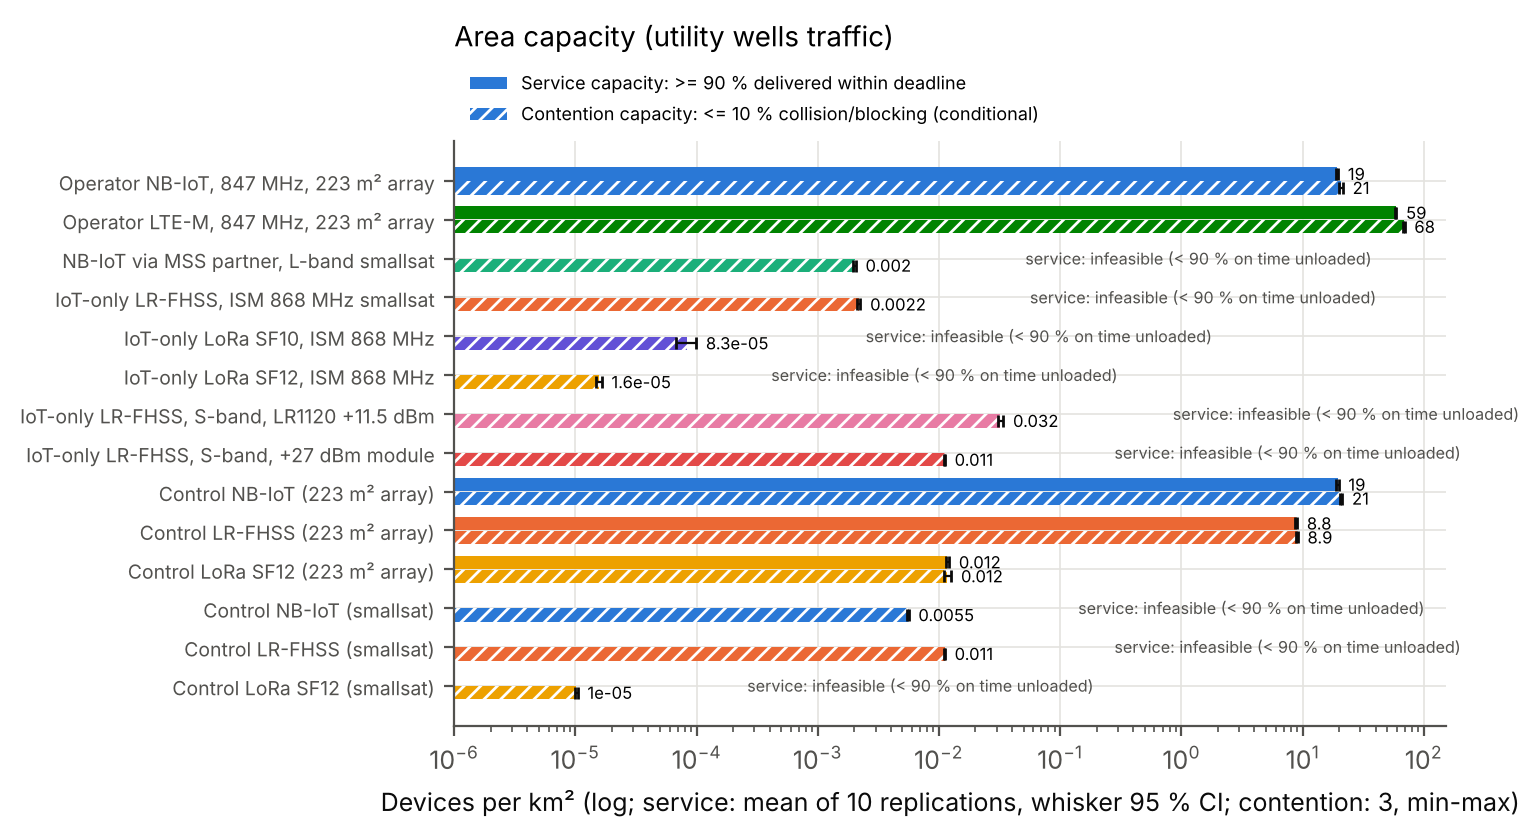 Area capacity (utility wells traffic)
Service capacity: >= 90 % delivered within deadline
Contention capacity: <= 10 % collision/blocking (conditional)
Operator NB-IoT, 847 MHz, 223 m² array
19
21
Operator LTE-M, 847 MHz, 223 m² array
59
68
NB-IoT via MSS partner, L-band smallsat
0.002
service: infeasible (< 90 % on time unloaded)
IoT-only LR-FHSS, ISM 868 MHz smallsat
0.0022
service: infeasible (< 90 % on time unloaded)
IoT-only LoRa SF10, ISM 868 MHz
8.3e-05
service: infeasible (< 90 % on time unloaded)
IoT-only LoRa SF12, ISM 868 MHz
1.6e-05
service: infeasible (< 90 % on time unloaded)
IoT-only LR-FHSS, S-band, LR1120 +11.5 dBm
0.032
service: infeasible (< 90 % on time unloaded)
IoT-only LR-FHSS, S-band, +27 dBm module
0.011
service: infeasible (< 90 % on time unloaded)
Control NB-IoT (223 m² array)
19
21
Control LR-FHSS (223 m² array)
8.8
8.9
Control LoRa SF12 (223 m² array)
0.012
0.012
Control NB-IoT (smallsat)
0.0055
service: infeasible (< 90 % on time unloaded)
Control LR-FHSS (smallsat)
0.011
service: infeasible (< 90 % on time unloaded)
Control LoRa SF12 (smallsat)
1e-05
service: infeasible (< 90 % on time unloaded)
10⁻⁶ 10⁻⁵ 10⁻⁴ 10⁻³ 10⁻² 10⁻¹ 10⁰ 10¹ 10²
Devices per km² (log; service: mean of 10 replications, whisker 95 % CI; contention: 3, min-max)